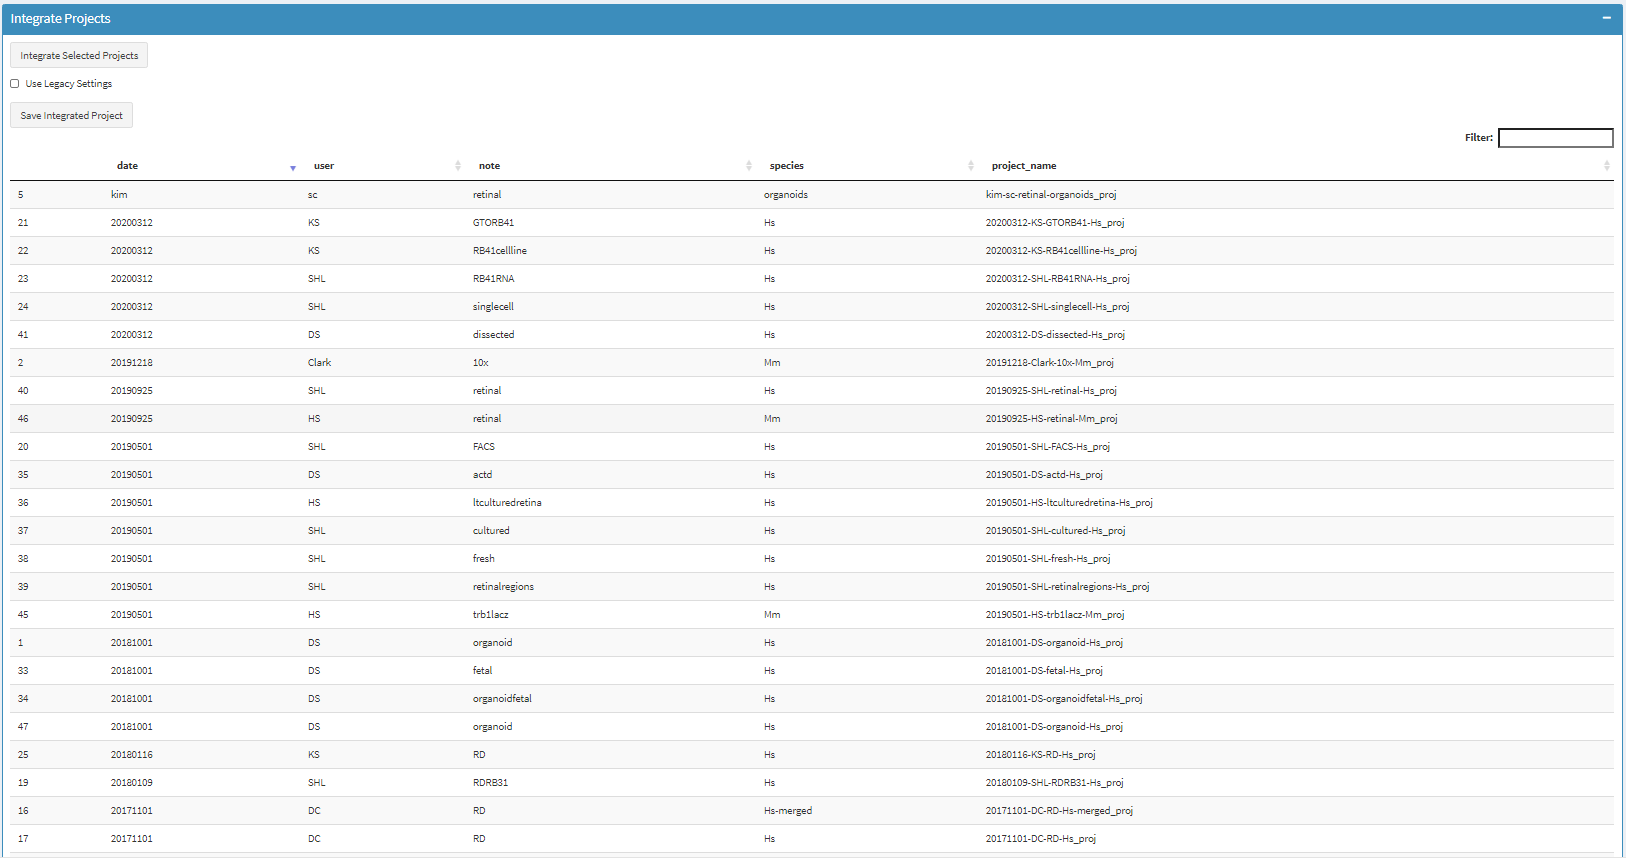 Integrate Projects
Integrate Selected Projects
Use Legacy Settings
Save Integrated Project
Filter:
date user note species project_name
5 kim sc retinal organoids kim-sc-retinal-organoids_proj
21 20200312 KS GTORB41 Hs 20200312-KS-GTORB41-Hs_proj
22 20200312 KS RB41cellline Hs 20200312-KS-RB41cellline-Hs_proj
23 20200312 SHL RB41RNA Hs 20200312-SHL-RB41RNA-Hs_proj
24 20200312 SHL singlecell Hs 20200312-SHL-singlecell-Hs_proj
41 20200312 DS dissected Hs 20200312-DS-dissected-Hs_proj
2 20191218 Clark 10x Mm 20191218-Clark-10x-Mm_proj
40 20190925 SHL retinal Hs 20190925-SHL-retinal-Hs_proj
46 20190925 HS retinal Mm 20190925-HS-retinal-Mm_proj
20 20190501 SHL FACS Hs 20190501-SHL-FACS-Hs_proj
35 20190501 DS actd Hs 20190501-DS-actd-Hs_proj
36 20190501 HS ltculturedretina Hs 20190501-HS-ltculturedretina-Hs_proj
37 20190501 SHL cultured Hs 20190501-SHL-cultured-Hs_proj
38 20190501 SHL fresh Hs 20190501-SHL-fresh-Hs_proj
39 20190501 SHL retinalregions Hs 20190501-SHL-retinalregions-Hs_proj
45 20190501 HS trb1lacz Mm 20190501-HS-trb1lacz-Mm_proj
1 20181001 DS organoid Hs 20181001-DS-organoid-Hs_proj
33 20181001 DS fetal Hs 20181001-DS-fetal-Hs_proj
34 20181001 DS organoidfetal Hs 20181001-DS-organoidfetal-Hs_proj
47 20181001 DS organoid Hs 20181001-DS-organoid-Hs_proj
25 20180116 KS RD Hs 20180116-KS-RD-Hs_proj
19 20180109 SHL RDRB31 Hs 20180109-SHL-RDRB31-Hs_proj
16 20171101 DC RD Hs-merged 20171101-DC-RD-Hs-merged_proj
17 20171101 DC RD Hs 20171101-DC-RD-Hs_proj